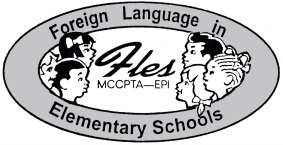 Foreign Language in
Fles
MCCPTA—EPI
Elementary Schools